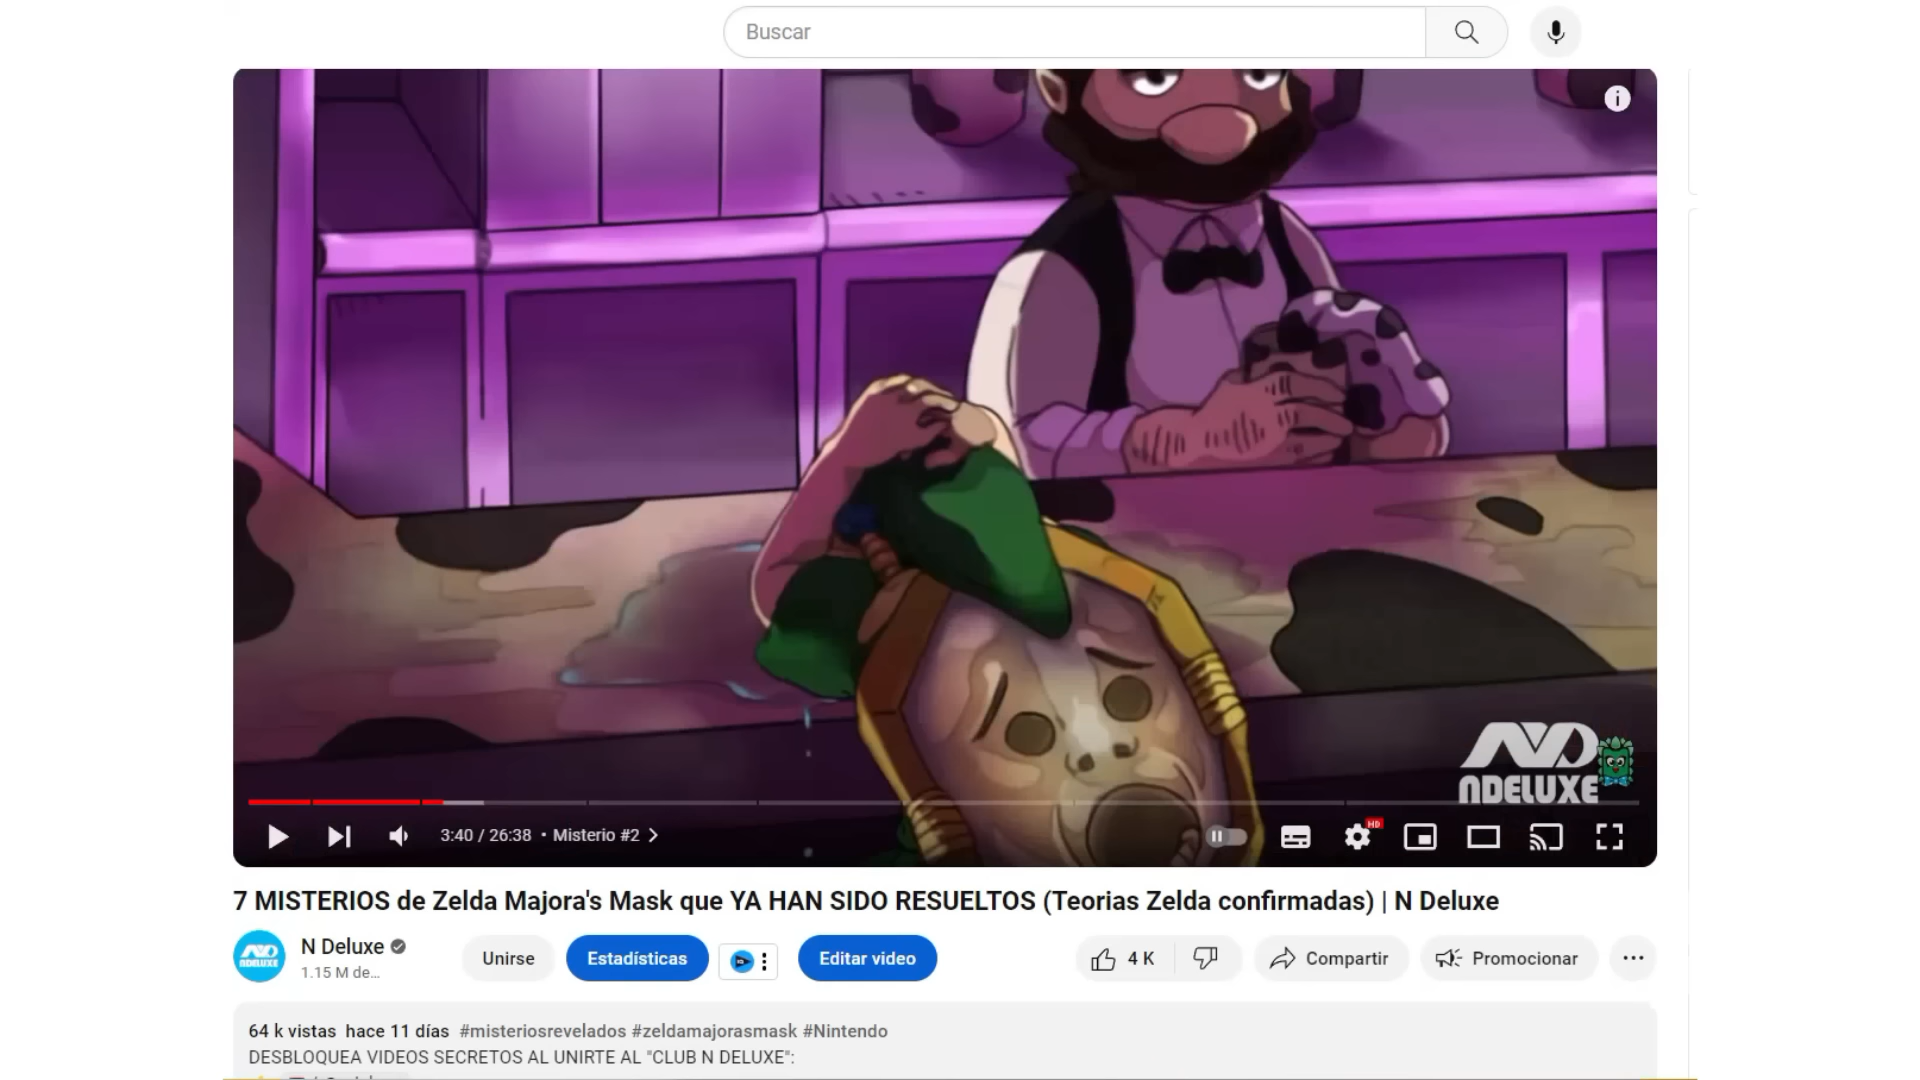 Buscar
NDELUXE
HD
3:40 / 26:38 • Misterio #2
7 MISTERIOS de Zelda Majora's Mask que YA HAN SIDO RESUELTOS (Teorias Zelda confirmadas) | N Deluxe
N Deluxe
NDELUXE
1.15 M de...
Unirse
Estadísticas
Editar video
4 K
Compartir
Promocionar
64 k vistas hace 11 días #misteriosrevelados #zeldamajorasmask #Nintendo
DESBLOQUEA VIDEOS SECRETOS AL UNIRTE AL "CLUB N DELUXE":